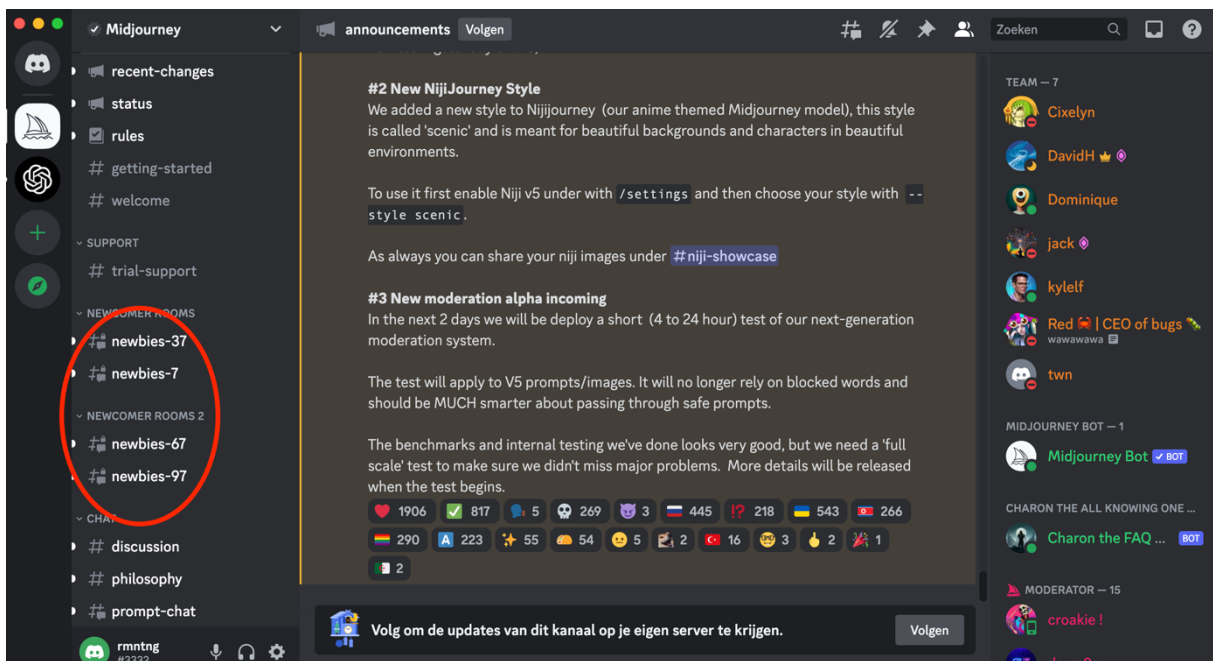 Midjourney
recent-changes
status
rules
getting-started
welcome
SUPPORT
trial-support
NEWCOMER ROOMS
newbies-37
newbies-7
NEWCOMER ROOMS 2
newbies-67
newbies-97
CHAT
discussion
philosophy
prompt-chat
rmntng
#3332
announcements Volgen
Zoeken
#2 New NijiJourney Style
We added a new style to Nijijourney (our anime themed Midjourney model), this style
is called 'scenic' and is meant for beautiful backgrounds and characters in beautiful
environments.
To use it first enable Niji v5 under with /settings and then choose your style with --
style scenic.
As always you can share your niji images under #niji-showcase
#3 New moderation alpha incoming
In the next 2 days we will be deploy a short (4 to 24 hour) test of our next-generation
moderation system.
The test will apply to V5 prompts/images. It will no longer rely on blocked words and
should be MUCH smarter about passing through safe prompts.
The benchmarks and internal testing we've done looks very good, but we need a 'full
scale' test to make sure we didn't miss major problems. More details will be released
when the test begins.
1906 817 5 269 3 445 218 543 266
290 223 55 54 5 2 16 3 2 1
2
Volg om de updates van dit kanaal op je eigen server te krijgen.
Volgen
TEAM — 7
Cixelyn
DavidH
Dominique
jack
kylelf
Red | CEO of bugs
wawawawa
twn
MIDJOURNEY BOT — 1
Midjourney Bot BOT
CHARON THE ALL KNOWING ONE ...
Charon the FAQ ... BOT
MODERATOR — 15
croakie !